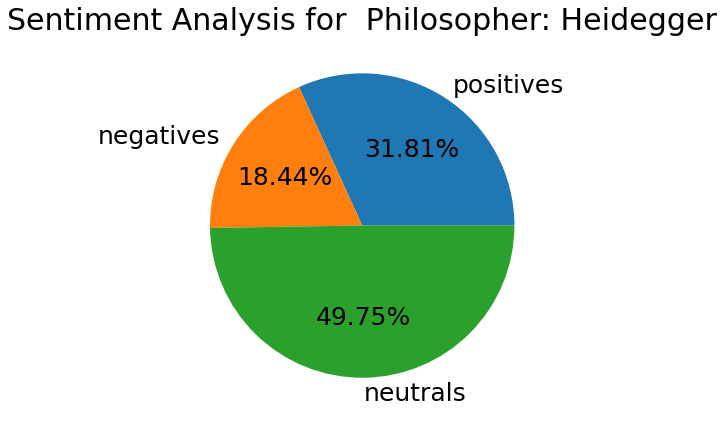 Sentiment Analysis for  Philosopher: Heidegger
positives
31.81%
negatives
18.44%
49.75%
neutrals